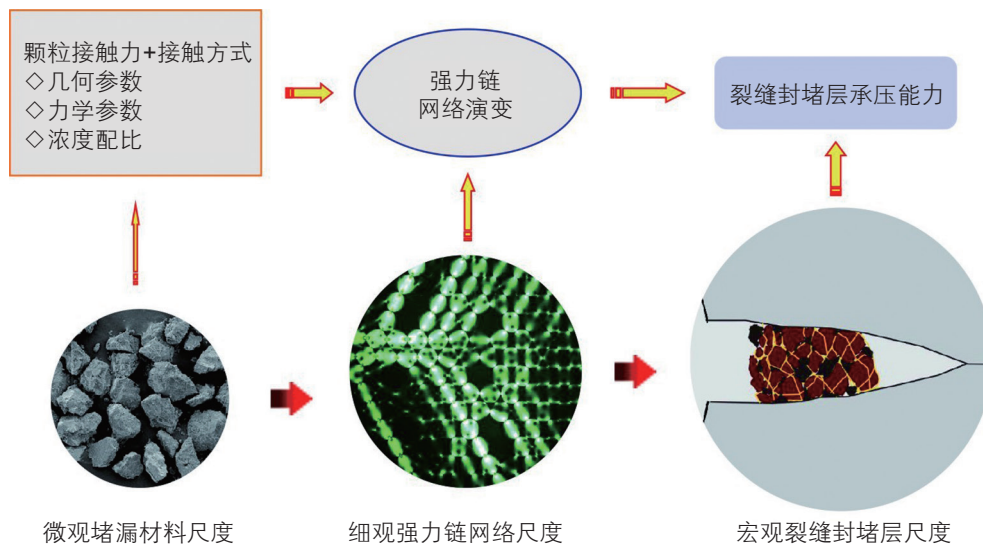 颗粒接触力+接触方式
◇几何参数
◇力学参数
◇浓度配比
强力链
网络演变
裂缝封堵层承压能力
微观堵漏材料尺度
细观强力链网络尺度
宏观裂缝封堵层尺度